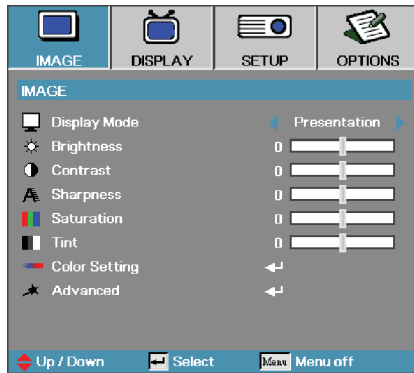 IMAGE DISPLAY SETUP OPTIONS
IMAGE
Display Mode Presentation
Brightness 0
Contrast 0
Sharpness 0
Saturation 0
Tint 0
Color Setting
Advanced
Up / Down Select Menu Menu off